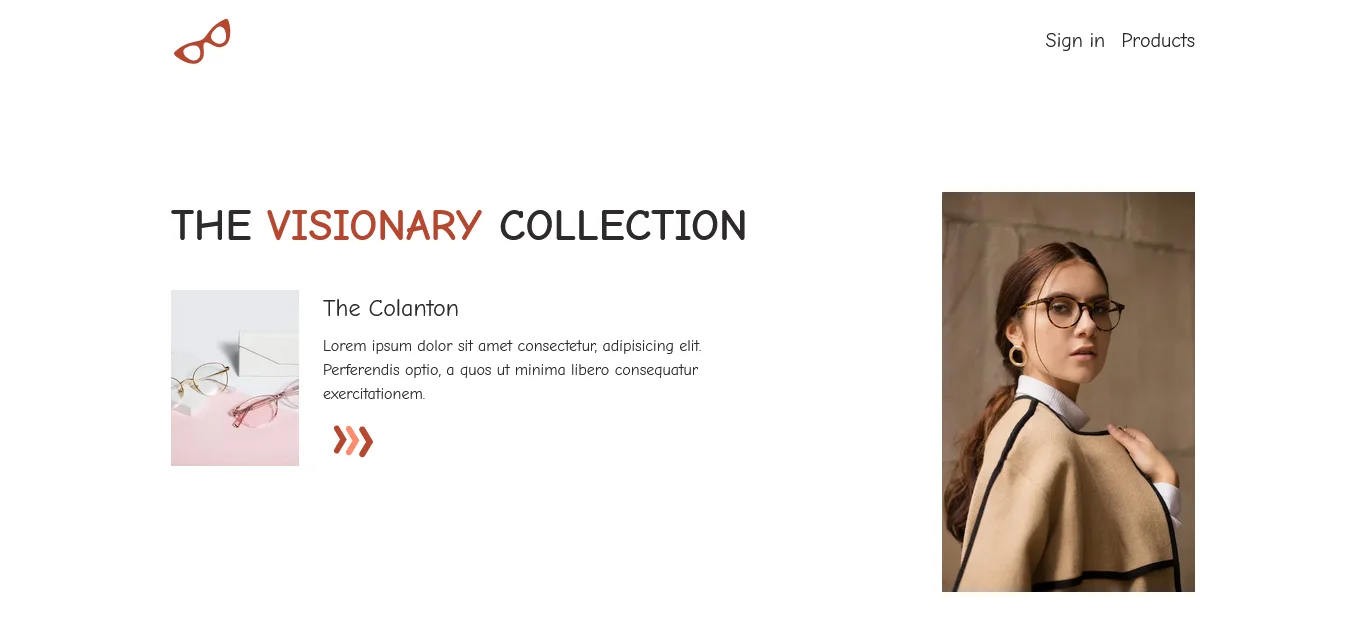 Sign in Products
THE VISIONARY COLLECTION
The Colanton
Lorem ipsum dolor sit amet consectetur, adipisicing elit.
Perferendis optio, a quos ut minima libero consequatur
exercitationem.